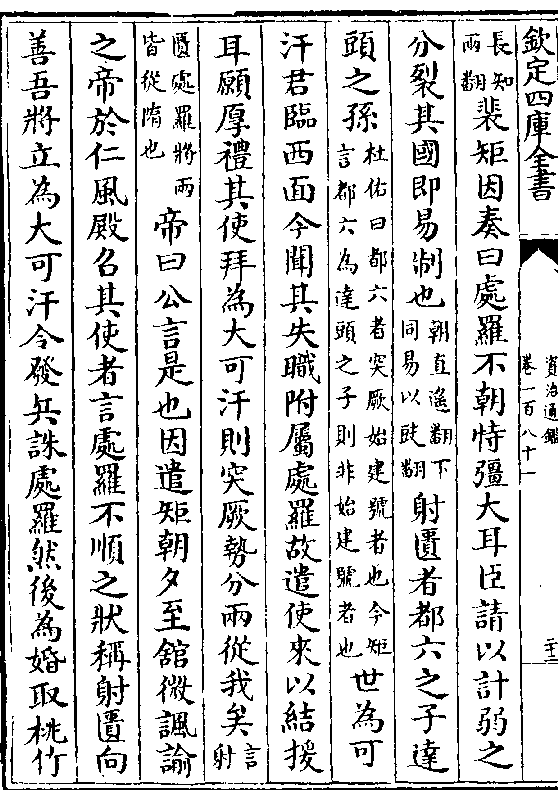 欽定四庫全書
資治通鑑
卷一百八十一
二十二
長知
兩翻
裴矩因奏曰處羅不朝恃彊大耳臣請以計弱之
分裂其國即易制也
朝直遥翻下
同易以豉翻
射匱者都六之子達
頭之孫
杜佑曰都六者突厥始建號者也今矩
言都六為達頭之子則非始建號者也
世為可
汗君臨西面今聞其失職附屬處羅故遣使來以結援
耳願厚禮其使拜為大可汗則突厥勢分兩從我矣
言
射
匱處羅將兩
皆從隋也
帝曰公言是也因遣矩朝夕至舘微諷諭
之帝於仁風殿召其使者言處羅不順之狀稱射匱向
善吾將立為大可汗令發兵誅處羅然後為婚取桃竹